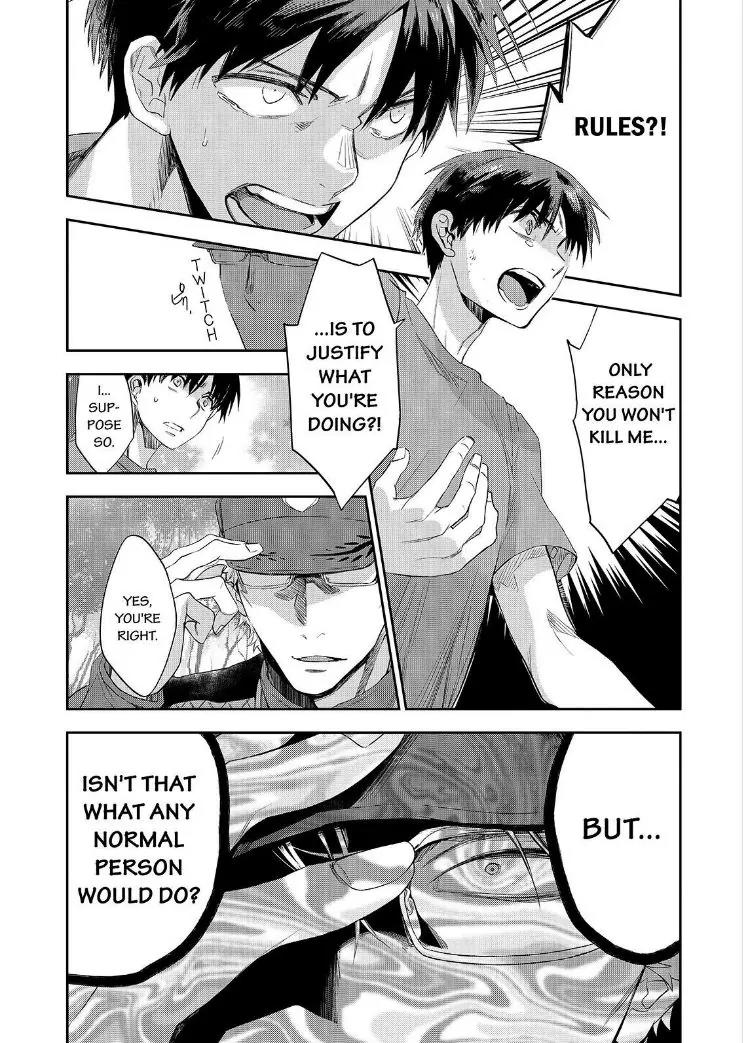 RULES?!
ONLY
REASON
YOU WON'T
KILL ME...
...IS TO
JUSTIFY
WHAT
YOU'RE
DOING?!
TWITCH
I...
SUP-
POSE
SO.
YES,
YOU'RE
RIGHT.
BUT...
ISN'T THAT
WHAT ANY
NORMAL
PERSON
WOULD DO?